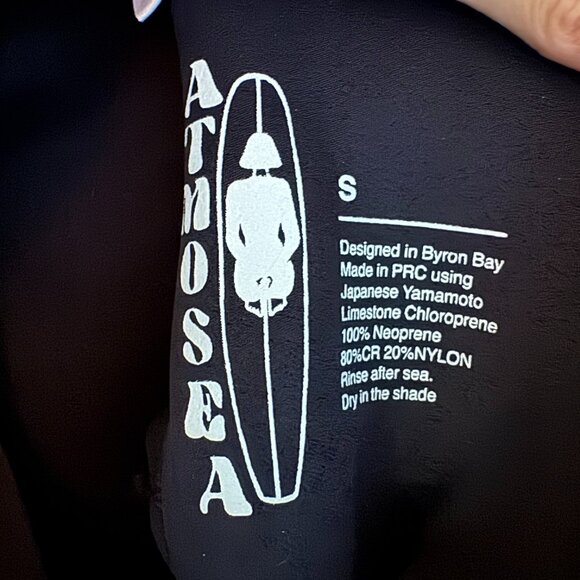 ATMOSEA
S
Designed in Byron Bay
Made in PRC using
Japanese Yamamoto
Limestone Chloroprene
100% Neoprene
80%CR 20%NYLON
Rinse after sea.
Dry in the shade